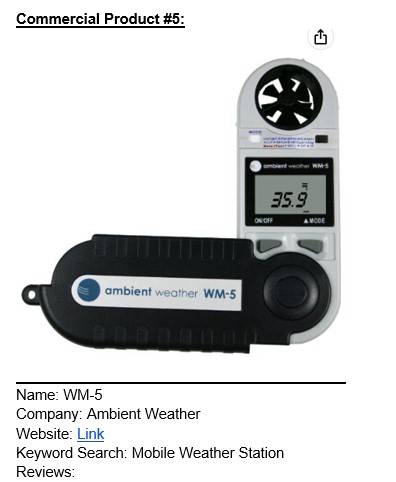 Commercial Product #5:
ambient weather WM-5
35.9
ON/OFF ▲ MODE
ambient weather WM-5
Name: WM-5
Company: Ambient Weather
Website: Link
Keyword Search: Mobile Weather Station
Reviews: